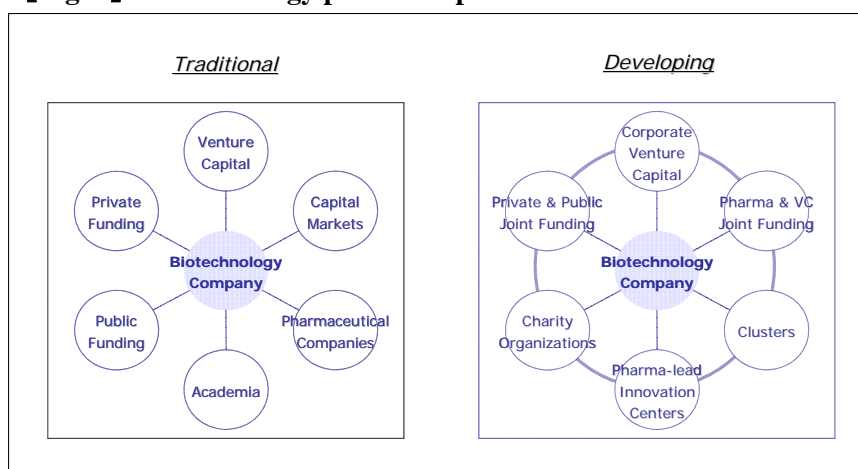 Traditional
Developing
Venture
Capital
Private
Funding
Capital
Markets
Biotechnology
Company
Public
Funding
Pharmaceutical
Companies
Academia
Corporate
Venture
Capital
Private & Public
Joint Funding
Pharma & VC
Joint Funding
Biotechnology
Company
Charity
Organizations
Clusters
Pharma-lead
Innovation
Centers